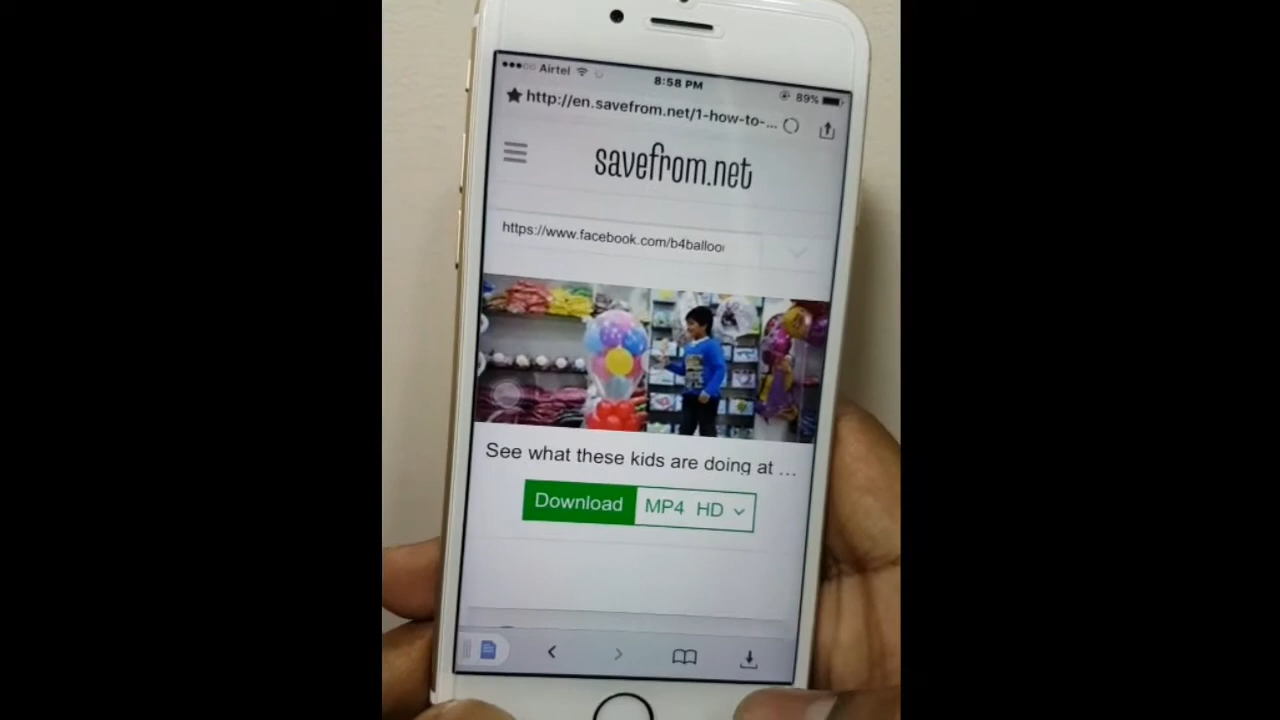 Airtel 8:58 PM 89%
http://en.savefrom.net/1-how-to-...
savefrom.net
https://www.facebook.com/b4balloo
See what these kids are doing at ...
Download MP4 HD